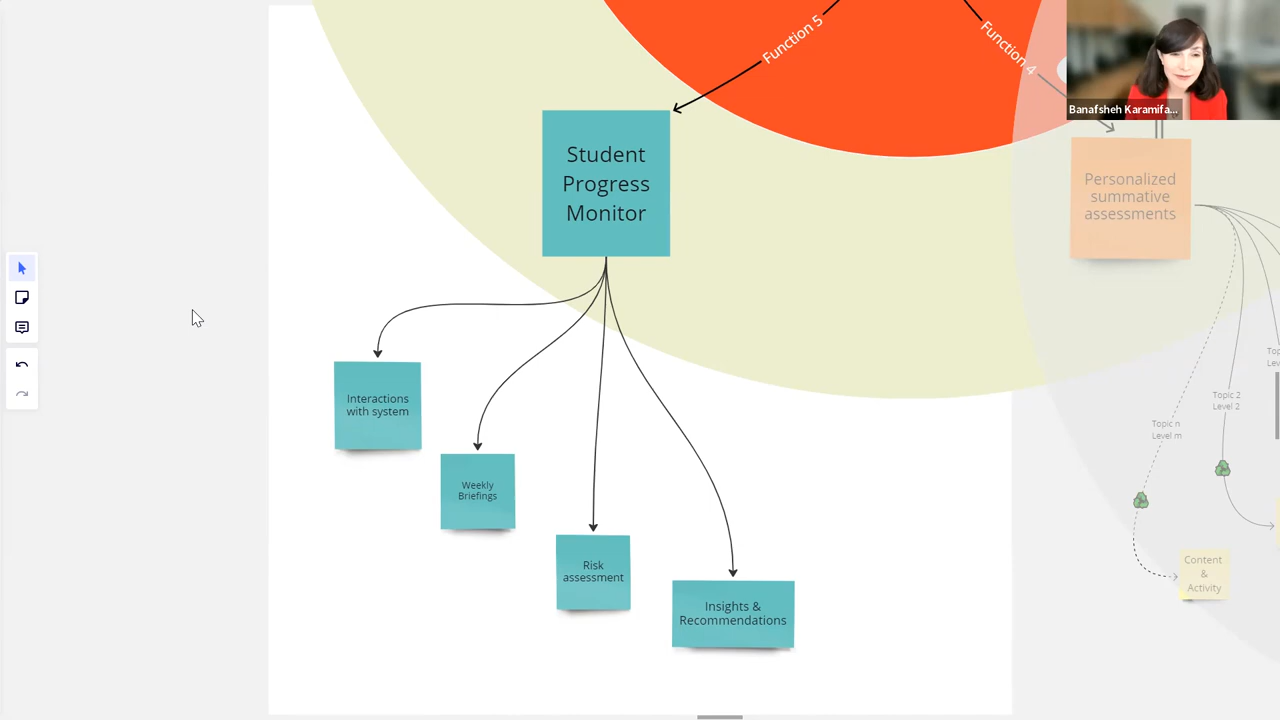 Function 5
Function 4
Banafsheh Karamifa...
Student
Progress
Monitor
Personalized
summative
assessments
Interactions
with system
Weekly
Briefings
Risk
assessment
Insights &
Recommendations
Topic 2
Level 2
Topic n
Level m
Content
&
Activity